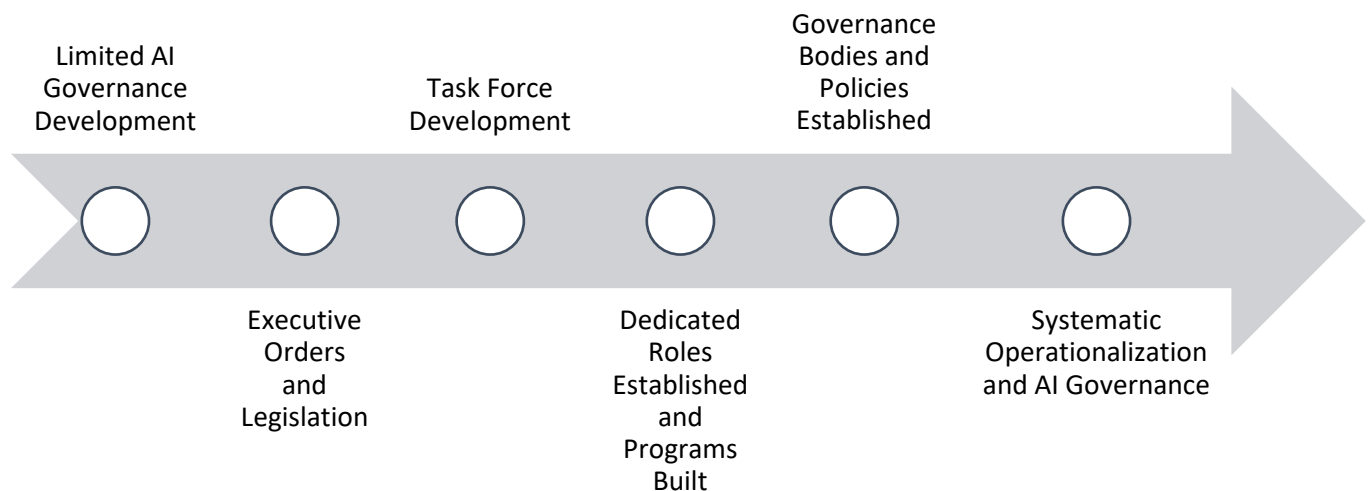 Limited AI
Governance
Development
Executive
Orders
and
Legislation
Task Force
Development
Dedicated
Roles
Established
and
Programs
Built
Governance
Bodies and
Policies
Established
Systematic
Operationalization
and AI Governance